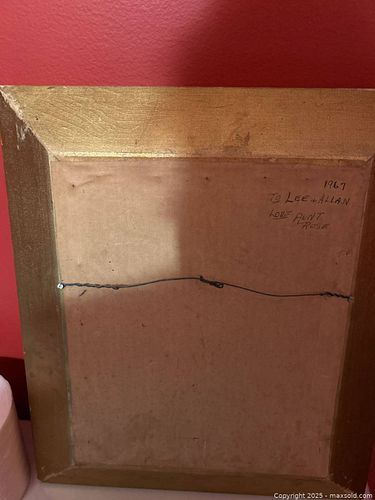 1967
To LEE + ALLAN
LOVE AUNT
ROSE
Copyright © 2025 - maxsold.com